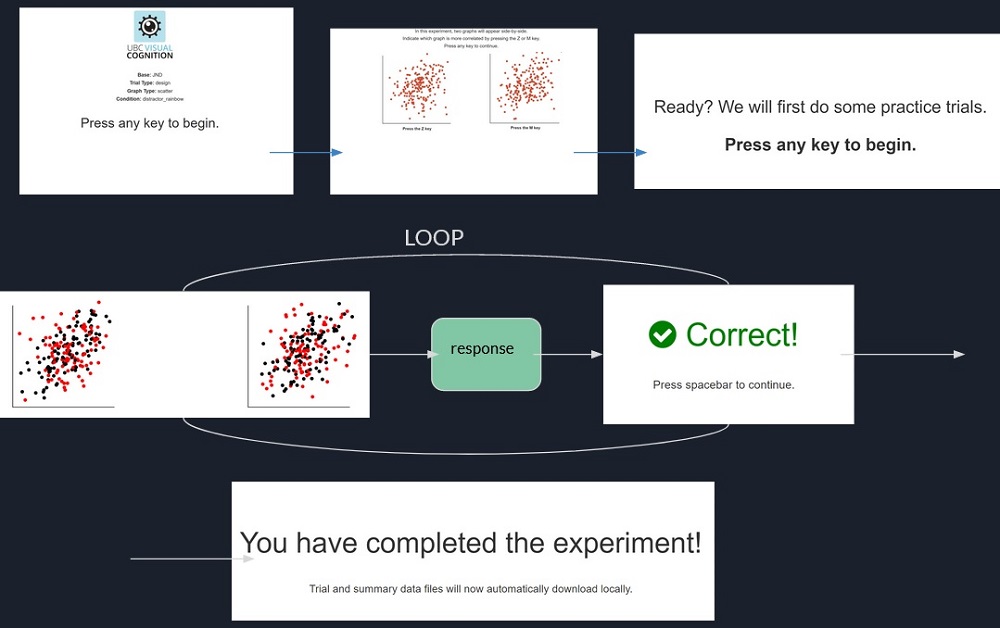 UBC VISUAL
COGNITION
Base: JND
Trial Type: design
Graph Type: scatter
Condition: distractor_rainbow
Press any key to begin.
In this experiment, two graphs will appear side-by-side.
Indicate which graph is more correlated by pressing the Z or M key.
Press any key to continue.
Press the Z key
Press the M key
Ready? We will first do some practice trials.
Press any key to begin.
LOOP
response
Correct!
Press spacebar to continue.
You have completed the experiment!
Trial and summary data files will now automatically download locally.